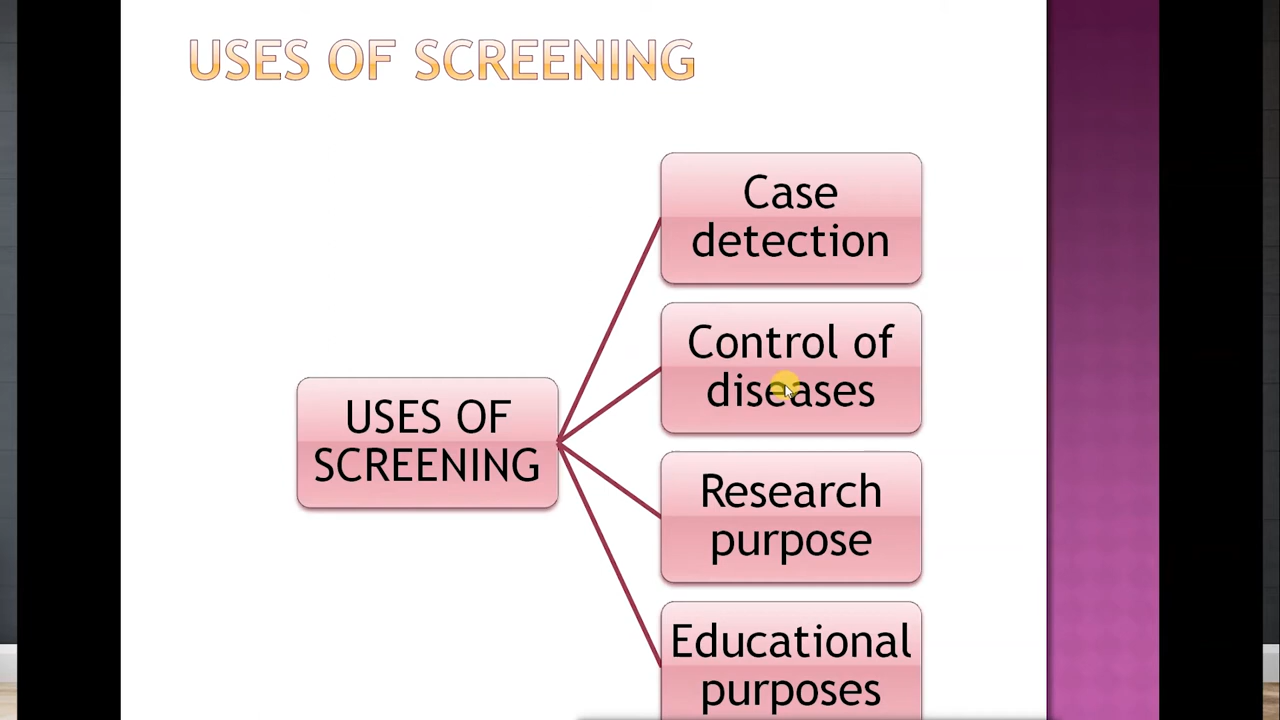 USES OF SCREENING
Case
detection
Control of
diseases
USES OF
SCREENING
Research
purpose
Educational
purposes